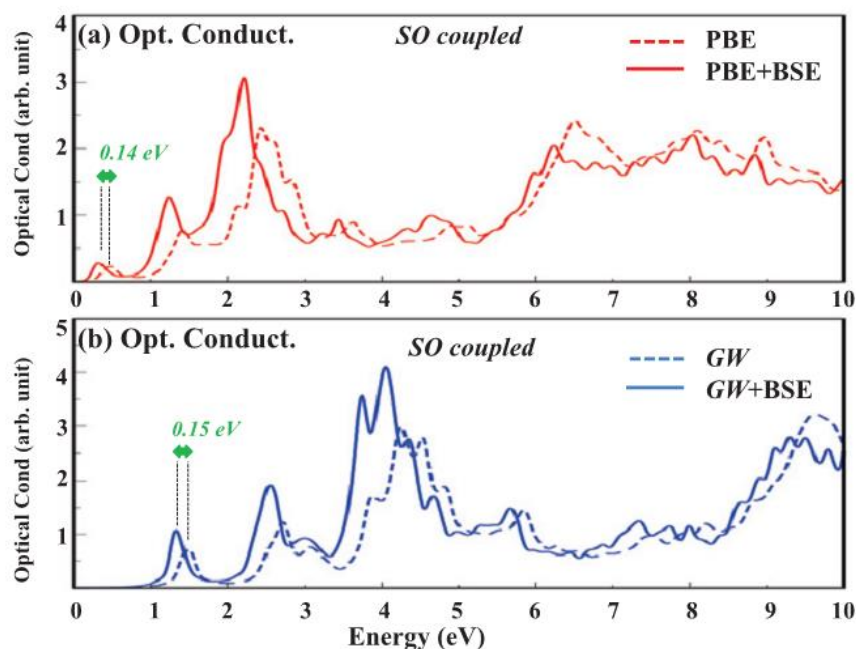 (a) Opt. Conduct.
SO coupled
PBE
PBE+BSE
0.14 eV
Optical Cond (arb. unit)
4
3
2
1
0 1 2 3 4 5 6 7 8 9 10
(b) Opt. Conduct.
SO coupled
GW
GW+BSE
0.15 eV
Optical Cond (arb. unit)
5
4
3
2
1
0 1 2 3 4 5 6 7 8 9 10
Energy (eV)